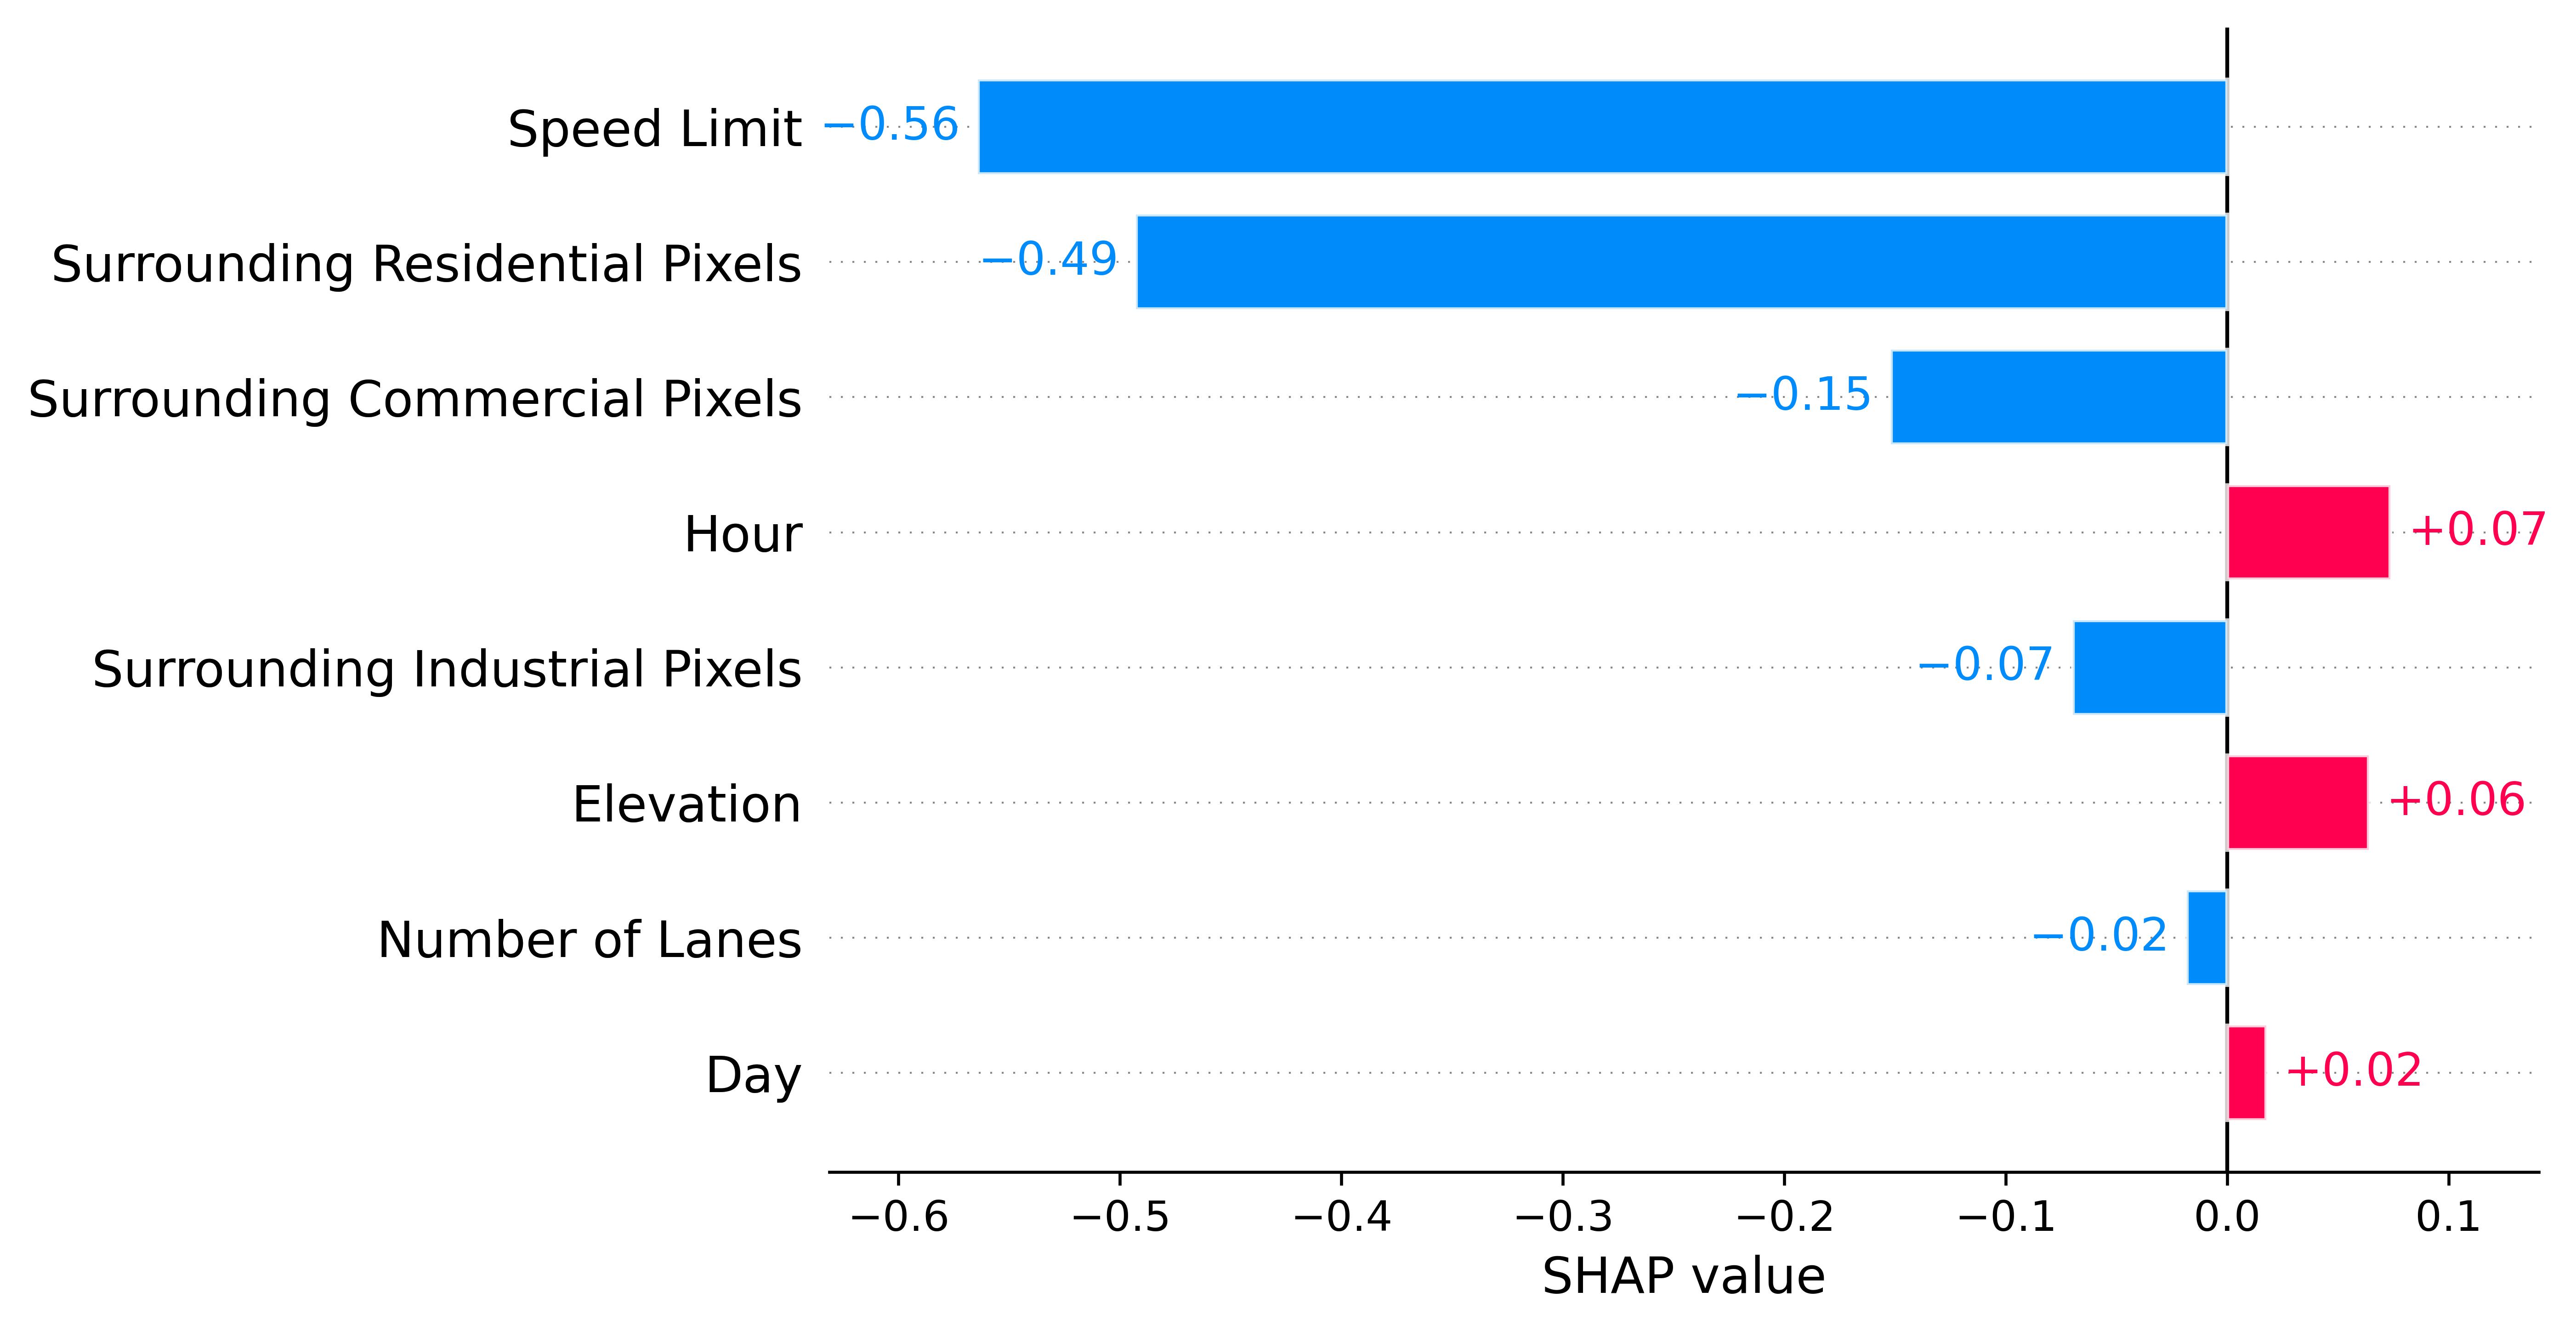 Speed Limit −0.56
Surrounding Residential Pixels −0.49
Surrounding Commercial Pixels −0.15
Hour +0.07
Surrounding Industrial Pixels −0.07
Elevation +0.06
Number of Lanes −0.02
Day +0.02
−0.6 −0.5 −0.4 −0.3 −0.2 −0.1 0.0 0.1
SHAP value